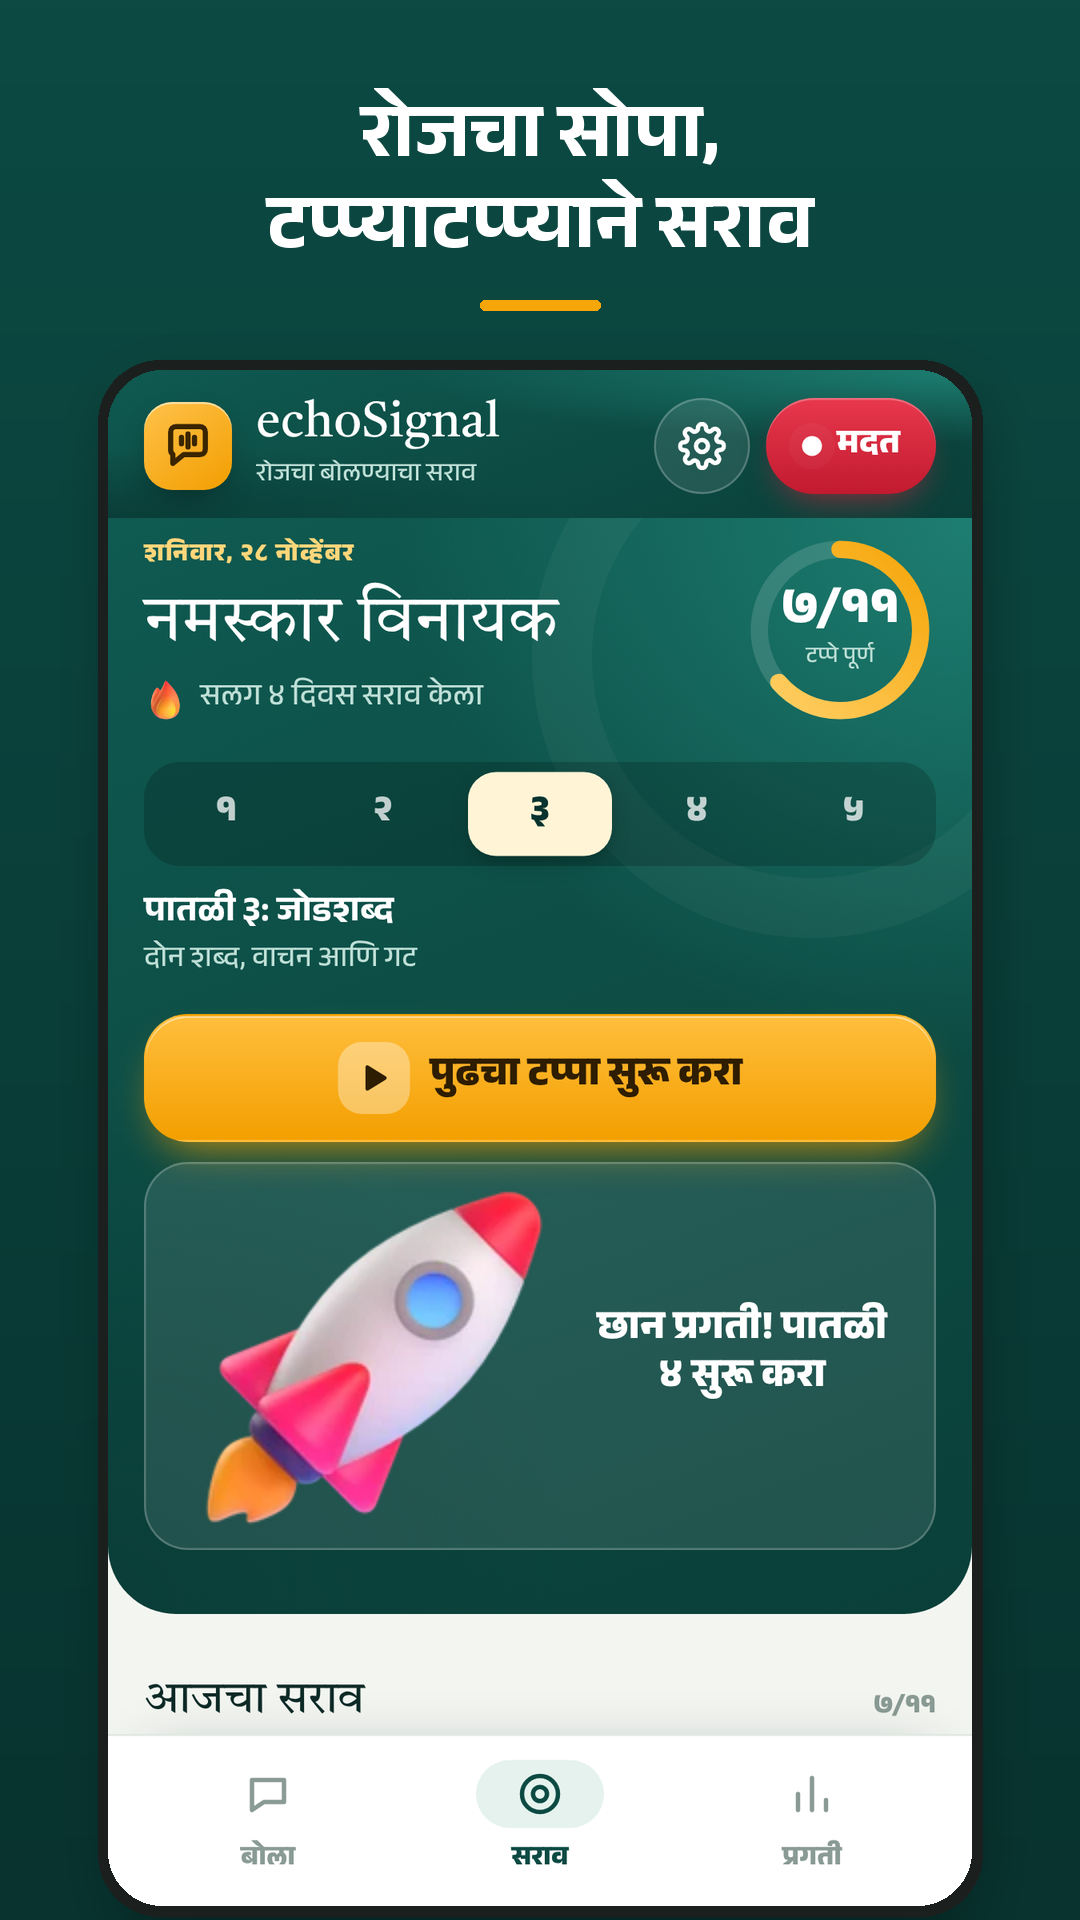 रोजचा सोपा,
टप्प्याटप्प्याने सराव
echoSignal
रोजचा बोलण्याचा सराव
मदत
शनिवार, २८ नोव्हेंबर
नमस्कार विनायक
सलग ४ दिवस सराव केला
७/११
टप्पे पूर्ण
१ २ ३ ४ ५
पातळी ३: जोडशब्द
दोन शब्द, वाचन आणि गट
पुढचा टप्पा सुरू करा
छान प्रगती! पातळी
४ सुरू करा
आजचा सराव
७/११
बोला सराव प्रगती